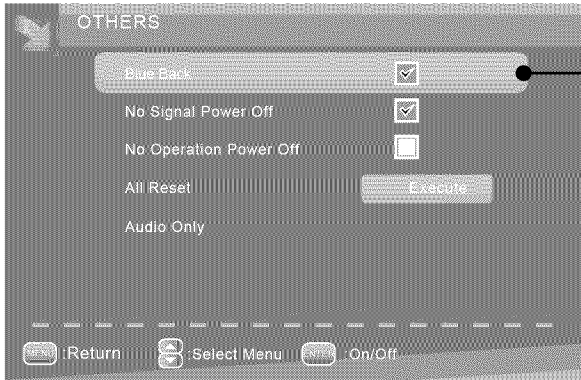 OTHERS
Blue Back
No Signal Power Off
No Operation Power Off
All Reset Execute
Audio Only
MENU :Return :Select Menu ENTER :On/Off